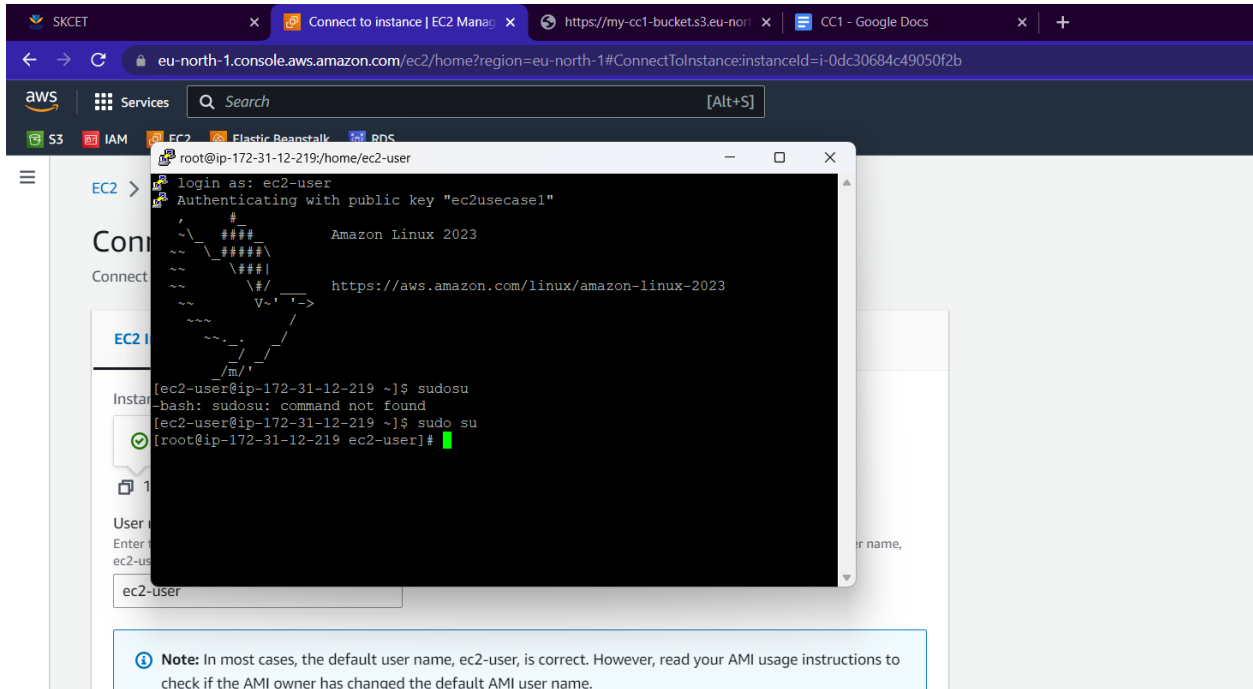 SKCET
Connect to instance | EC2 Manag
https://my-cc1-bucket.s3.eu-nort
CC1 - Google Docs
eu-north-1.console.aws.amazon.com/ec2/home?region=eu-north-1#ConnectToInstance:instanceId=i-0dc30684c49050f2b
aws
Services
Search
[Alt+S]
S3
IAM
EC2
Elastic Beanstalk
RDS
root@ip-172-31-12-219:/home/ec2-user
EC2 >
login as: ec2-user
Authenticating with public key "ec2usecase1"
   ,     #_
   ~\_  ####_        Amazon Linux 2023
  ~~  \_#####\
  ~~     \###|
  ~~       \#/ ___   https://aws.amazon.com/linux/amazon-linux-2023
   ~~       V~' '->
    ~~~         /
      ~~._.   _/
         _/ _/
       _/m/'
[ec2-user@ip-172-31-12-219 ~]$ sudosu
-bash: sudosu: command not found
[ec2-user@ip-172-31-12-219 ~]$ sudo su
[root@ip-172-31-12-219 ec2-user]#
Conn
Connect
EC2 I
Instan
1
User n
Enter t
er name,
ec2-us
ec2-user
Note: In most cases, the default user name, ec2-user, is correct. However, read your AMI usage instructions to
check if the AMI owner has changed the default AMI user name.